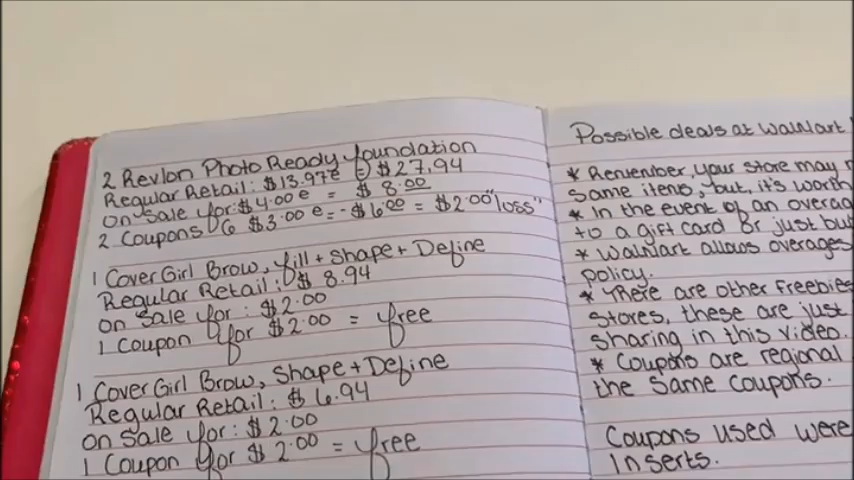 2 Revlon Photo Ready foundation
Regular Retail: $13.97 e = $27.94
on sale for: $4.00 e = $8.00
2 Coupons $3.00 e = -$6.00 = $2.00 "loss"
1 CoverGirl Brow, fill + Shape + Define
Regular Retail: $8.94
on sale for: $2.00
1 Coupon for $2.00 = free
1 CoverGirl Brow, Shape + Define
Regular Retail: $6.94
on sale for: $2.00
1 Coupon for $2.00 = free
Possible deals at Walmart
* Remember, your store may
same items, but, it's worth
* In the event of an overag
to a gift card or just
* Walmart allows overages
policy.
* There are other Freebies
stores, these are just
sharing in this video.
* Coupons are regional
the same coupons.
Coupons used were
Inserts.